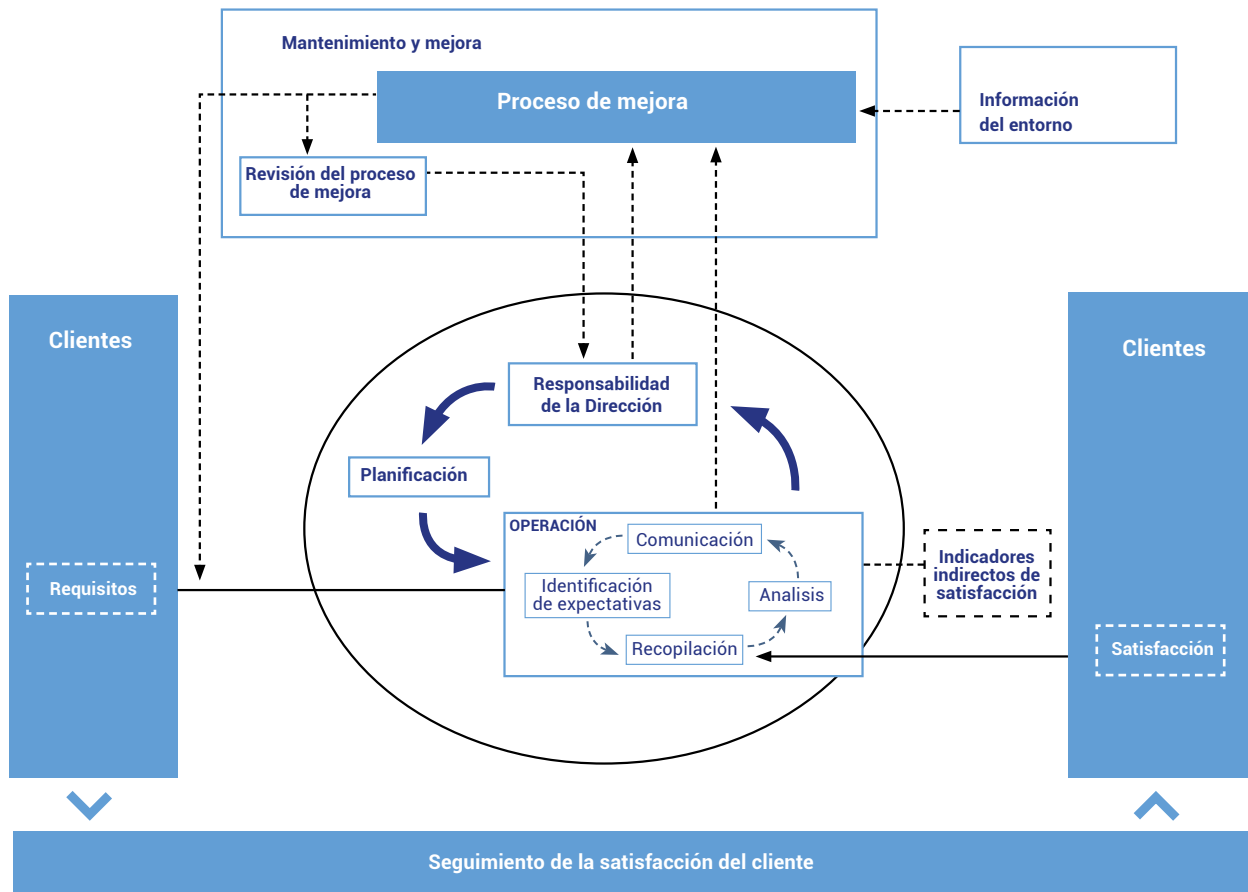 Mantenimiento y mejora
Proceso de mejora
Información
del entorno
Revisión del proceso
de mejora
Clientes
Clientes
Responsabilidad
de la Dirección
Planificación
OPERACIÓN
Comunicación
Identificación
de expectativas
Analisis
Recopilación
Indicadores
indirectos de
satisfacción
Requisitos
Satisfacción
Seguimiento de la satisfacción del cliente